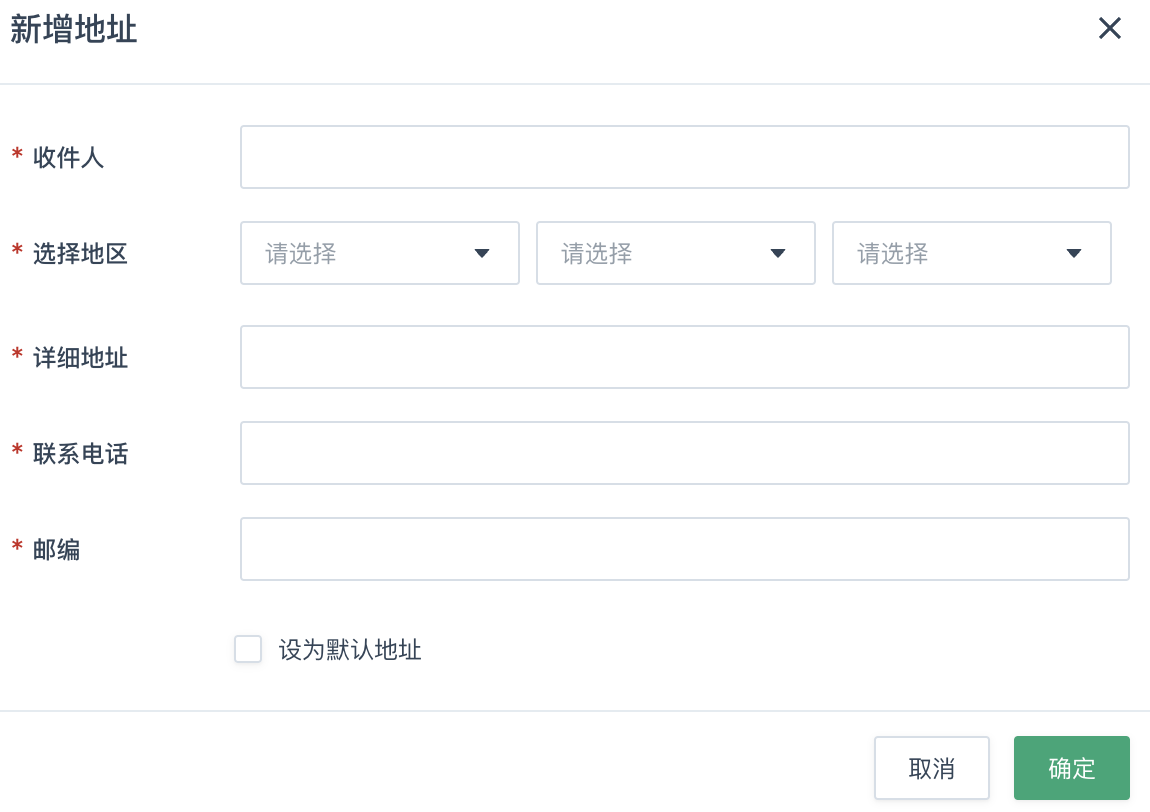 新增地址
* 收件人
* 选择地区 请选择 请选择 请选择
* 详细地址
* 联系电话
* 邮编
设为默认地址
取消 确定